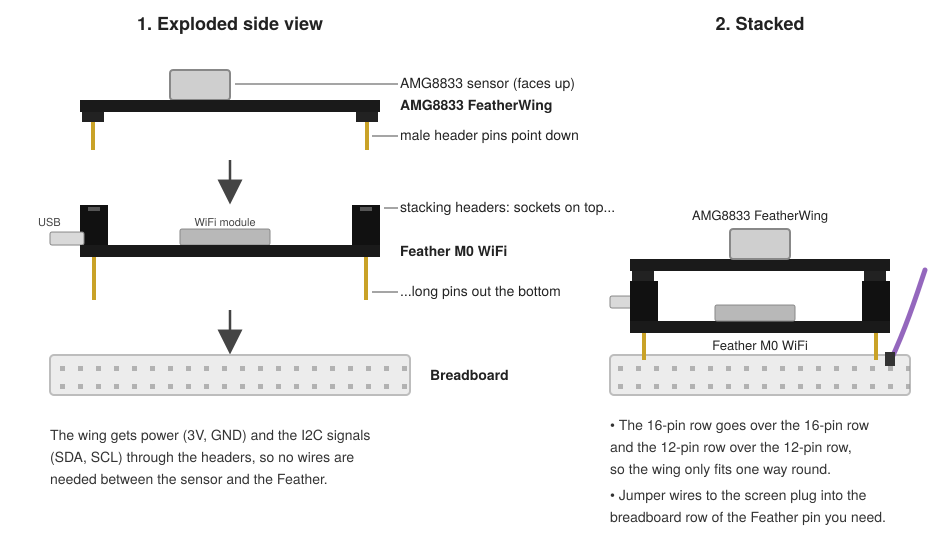 1. Exploded side view
AMG8833 sensor (faces up)
AMG8833 FeatherWing
male header pins point down
USB
WiFi module
stacking headers: sockets on top...
Feather M0 WiFi
...long pins out the bottom
Breadboard
The wing gets power (3V, GND) and the I2C signals
(SDA, SCL) through the headers, so no wires are
needed between the sensor and the Feather.
2. Stacked
AMG8833 FeatherWing
Feather M0 WiFi
• The 16-pin row goes over the 16-pin row
and the 12-pin row over the 12-pin row,
so the wing only fits one way round.
• Jumper wires to the screen plug into the
breadboard row of the Feather pin you need.